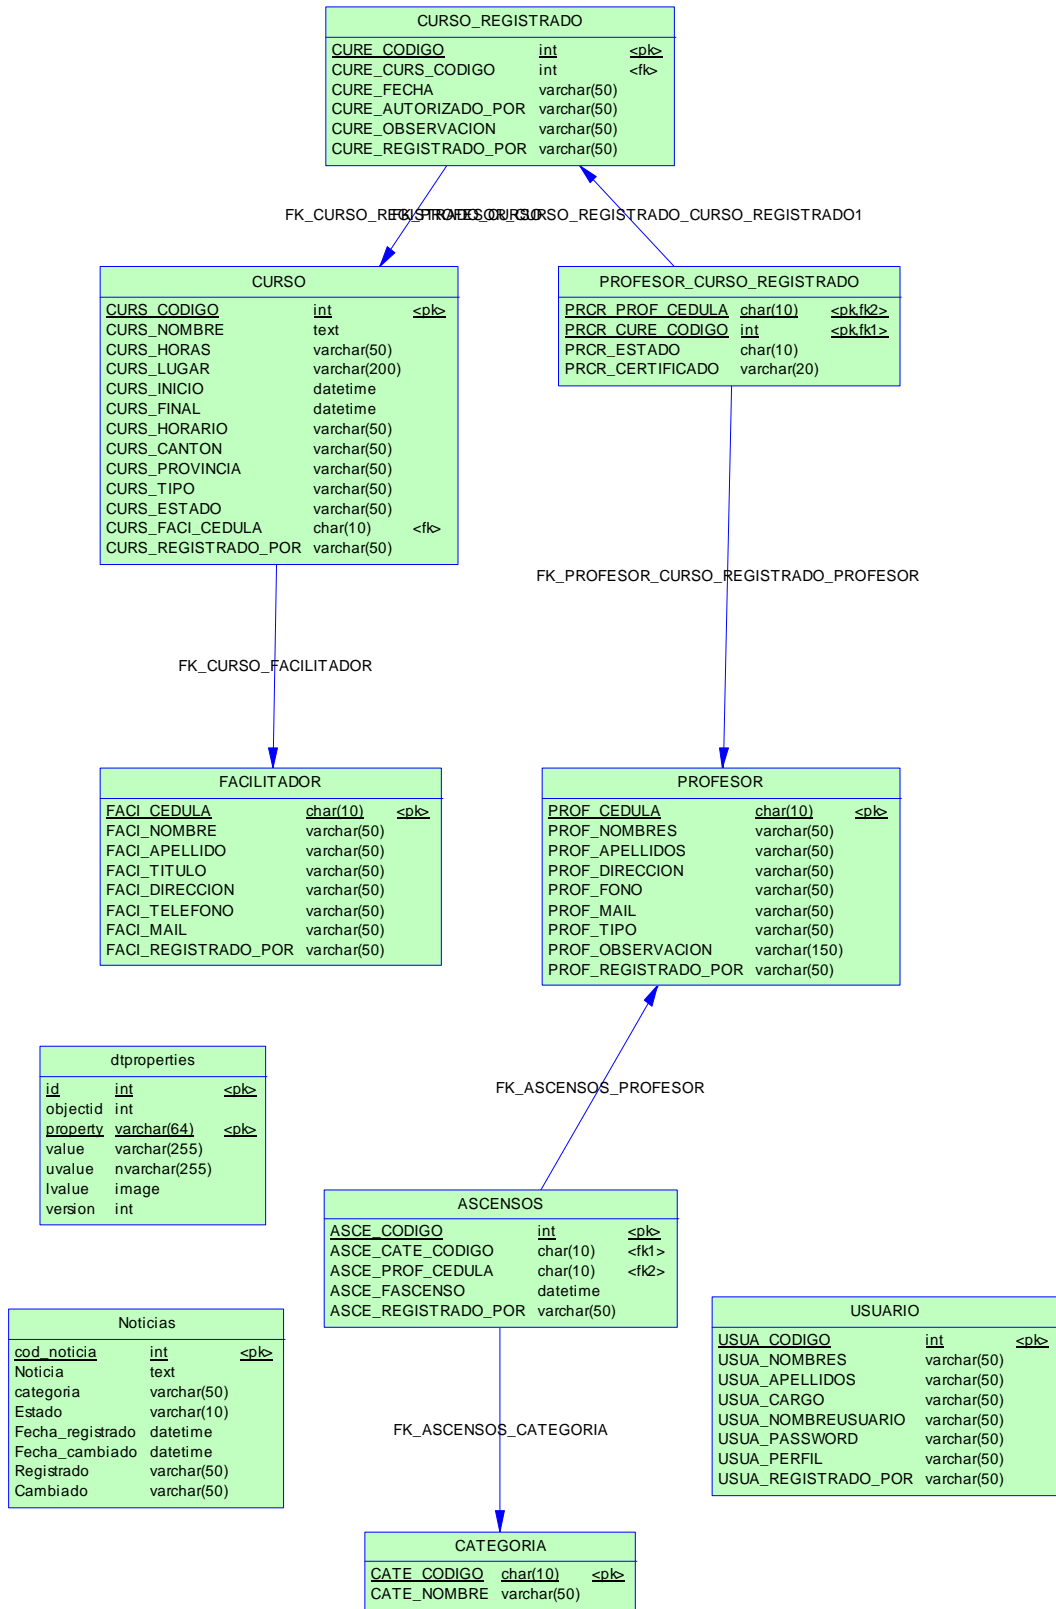 CURSO_REGISTRADO
CURE_CODIGO int <pk>
CURE_CURS_CODIGO int <fk>
CURE_FECHA varchar(50)
CURE_AUTORIZADO_POR varchar(50)
CURE_OBSERVACION varchar(50)
CURE_REGISTRADO_POR varchar(50)
FK_CURSO_REGISTRADO_CURSO
FK_PROFESOR_CURSO_REGISTRADO_CURSO_REGISTRADO1
CURSO
CURS_CODIGO int <pk>
CURS_NOMBRE text
CURS_HORAS varchar(50)
CURS_LUGAR varchar(200)
CURS_INICIO datetime
CURS_FINAL datetime
CURS_HORARIO varchar(50)
CURS_CANTON varchar(50)
CURS_PROVINCIA varchar(50)
CURS_TIPO varchar(50)
CURS_ESTADO varchar(50)
CURS_FACI_CEDULA char(10) <fk>
CURS_REGISTRADO_POR varchar(50)
PROFESOR_CURSO_REGISTRADO
PRCR_PROF_CEDULA char(10) <pk,fk2>
PRCR_CURE_CODIGO int <pk,fk1>
PRCR_ESTADO char(10)
PRCR_CERTIFICADO varchar(20)
FK_PROFESOR_CURSO_REGISTRADO_PROFESOR
FK_CURSO_FACILITADOR
FACILITADOR
FACI_CEDULA char(10) <pk>
FACI_NOMBRE varchar(50)
FACI_APELLIDO varchar(50)
FACI_TITULO varchar(50)
FACI_DIRECCION varchar(50)
FACI_TELEFONO varchar(50)
FACI_MAIL varchar(50)
FACI_REGISTRADO_POR varchar(50)
PROFESOR
PROF_CEDULA char(10) <pk>
PROF_NOMBRES varchar(50)
PROF_APELLIDOS varchar(50)
PROF_DIRECCION varchar(50)
PROF_FONO varchar(50)
PROF_MAIL varchar(50)
PROF_TIPO varchar(50)
PROF_OBSERVACION varchar(150)
PROF_REGISTRADO_POR varchar(50)
dtproperties
id int <pk>
objectid int
property varchar(64) <pk>
value varchar(255)
uvalue nvarchar(255)
lvalue image
version int
FK_ASCENSOS_PROFESOR
ASCENSOS
ASCE_CODIGO int <pk>
ASCE_CATE_CODIGO char(10) <fk1>
ASCE_PROF_CEDULA char(10) <fk2>
ASCE_FASCENSO datetime
ASCE_REGISTRADO_POR varchar(50)
Noticias
cod_noticia int <pk>
Noticia text
categoria varchar(50)
Estado varchar(10)
Fecha_registrado datetime
Fecha_cambiado datetime
Registrado varchar(50)
Cambiado varchar(50)
USUARIO
USUA_CODIGO int <pk>
USUA_NOMBRES varchar(50)
USUA_APELLIDOS varchar(50)
USUA_CARGO varchar(50)
USUA_NOMBREUSUARIO varchar(50)
USUA_PASSWORD varchar(50)
USUA_PERFIL varchar(50)
USUA_REGISTRADO_POR varchar(50)
FK_ASCENSOS_CATEGORIA
CATEGORIA
CATE_CODIGO char(10) <pk>
CATE_NOMBRE varchar(50)